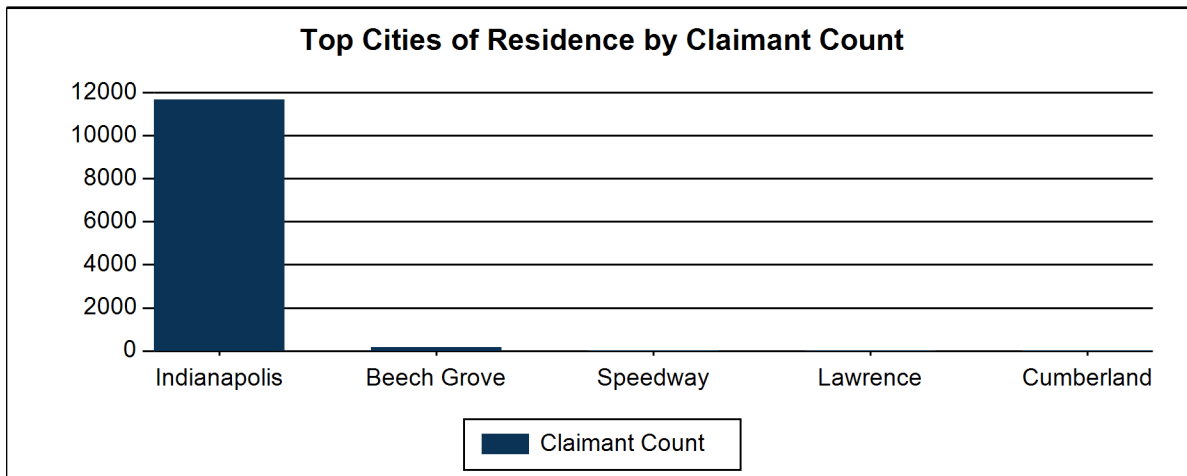 Top Cities of Residence by Claimant Count
12000
10000
8000
6000
4000
2000
0
Indianapolis Beech Grove Speedway Lawrence Cumberland
Claimant Count